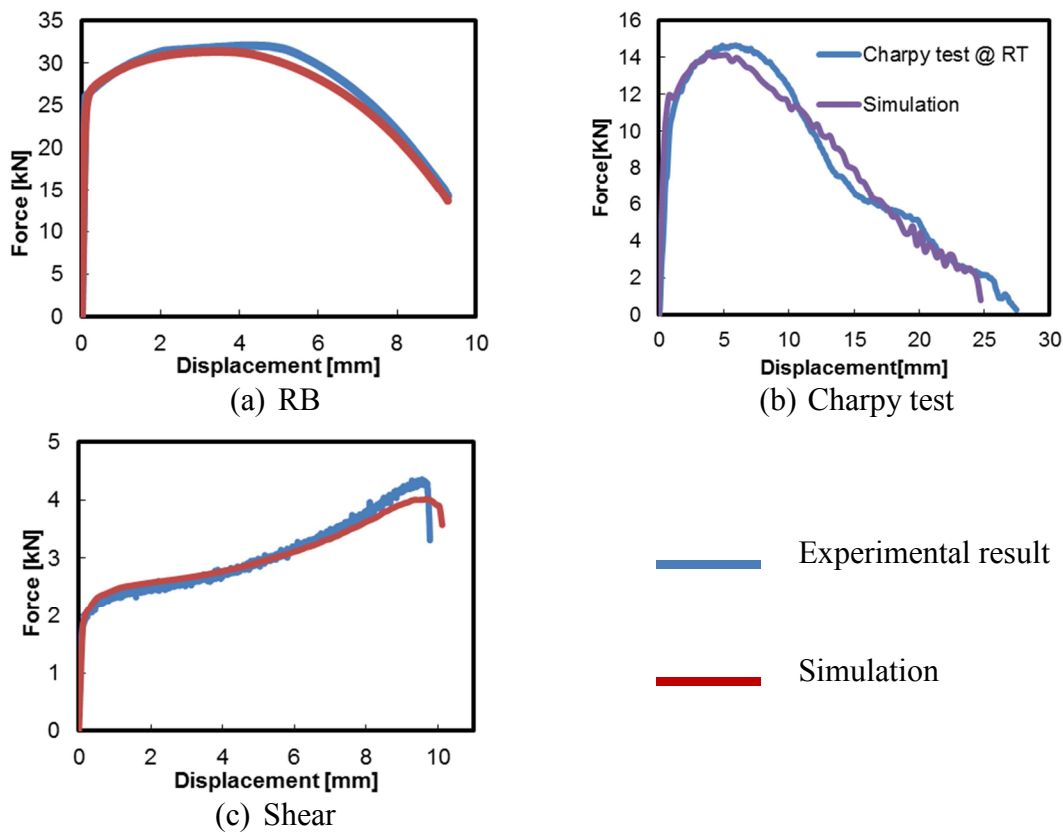 35
30
25
20
15
10
5
0
Force [kN]
0 2 4 6 8 10
Displacement [mm]
(a) RB
16
14
12
10
8
6
4
2
0
Force[KN]
Charpy test @ RT
Simulation
0 5 10 15 20 25 30
Displacement[mm]
(b) Charpy test
5
4
3
2
1
0
Force [kN]
0 2 4 6 8 10
Displacement [mm]
(c) Shear
Experimental result
Simulation